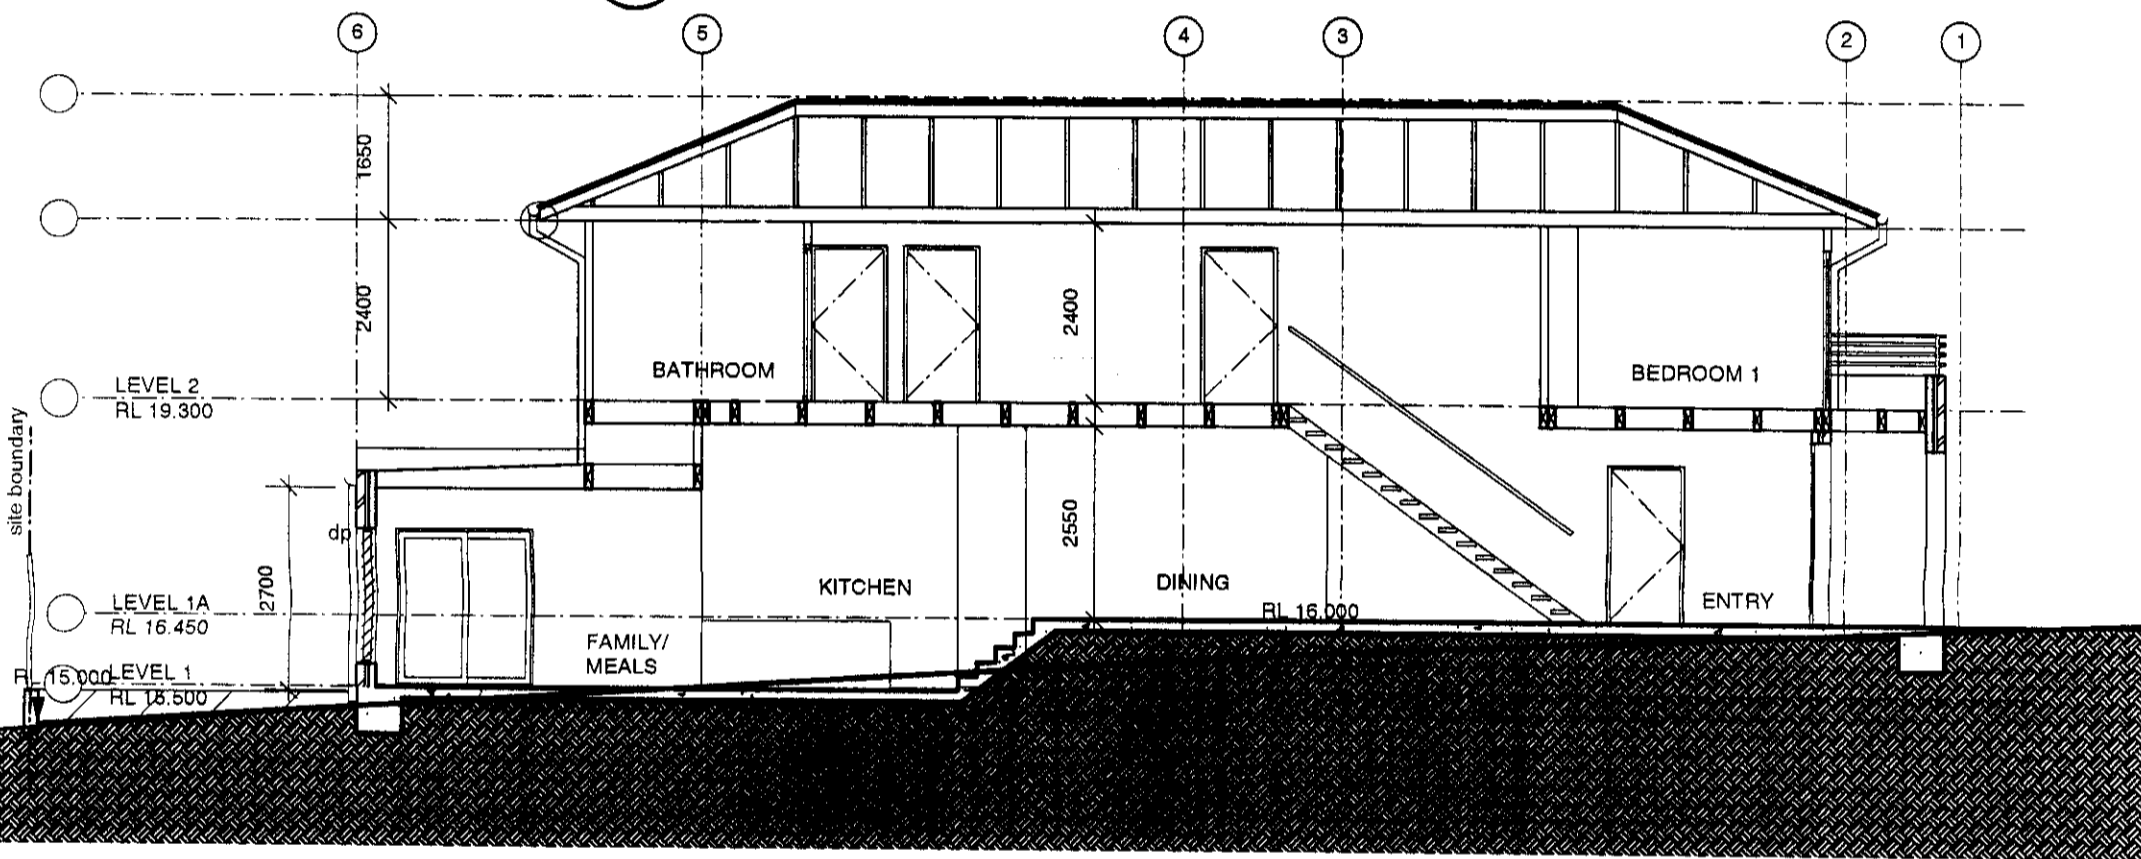 6 5 4 3 2 1
1650
2400
2400
BATHROOM
BEDROOM 1
LEVEL 2
RL 19.300
site boundary
dp
2550
2700
KITCHEN
DINING
LEVEL 1A
RL 16.450
RL 16.000
ENTRY
FAMILY/
MEALS
15.000
LEVEL 1
RL 15.500